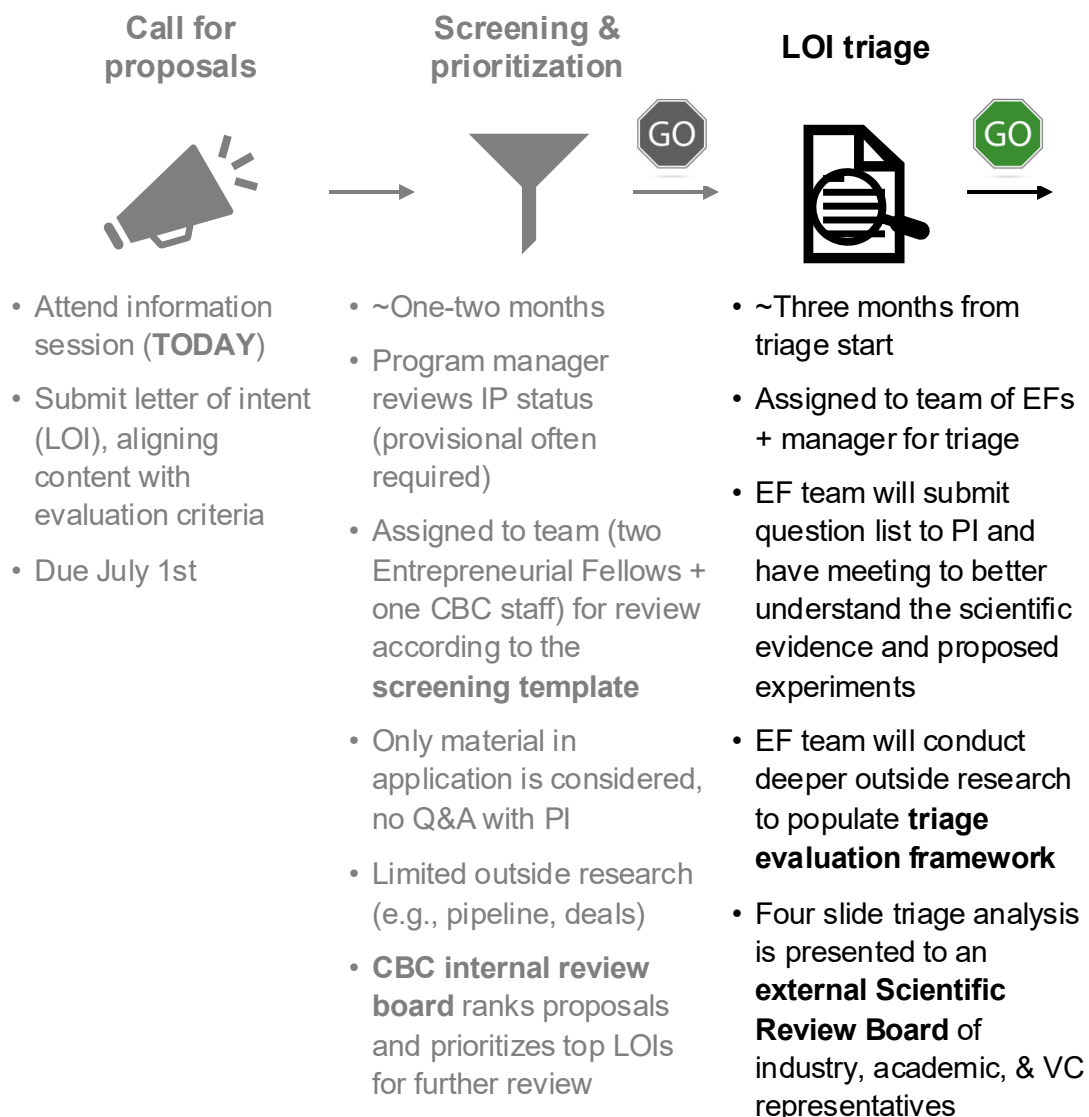 Call for
proposals
• Attend information
session (TODAY)
• Submit letter of intent
(LOI), aligning
content with
evaluation criteria
• Due July 1st
Screening &
prioritization
GO
• ~One-two months
• Program manager
reviews IP status
(provisional often
required)
• Assigned to team (two
Entrepreneurial Fellows +
one CBC staff) for review
according to the
screening template
• Only material in
application is considered,
no Q&A with PI
• Limited outside research
(e.g., pipeline, deals)
• CBC internal review
board ranks proposals
and prioritizes top LOIs
for further review
LOI triage
GO
• ~Three months from
triage start
• Assigned to team of EFs
+ manager for triage
• EF team will submit
question list to PI and
have meeting to better
understand the scientific
evidence and proposed
experiments
• EF team will conduct
deeper outside research
to populate triage
evaluation framework
• Four slide triage analysis
is presented to an
external Scientific
Review Board of
industry, academic, & VC
representatives